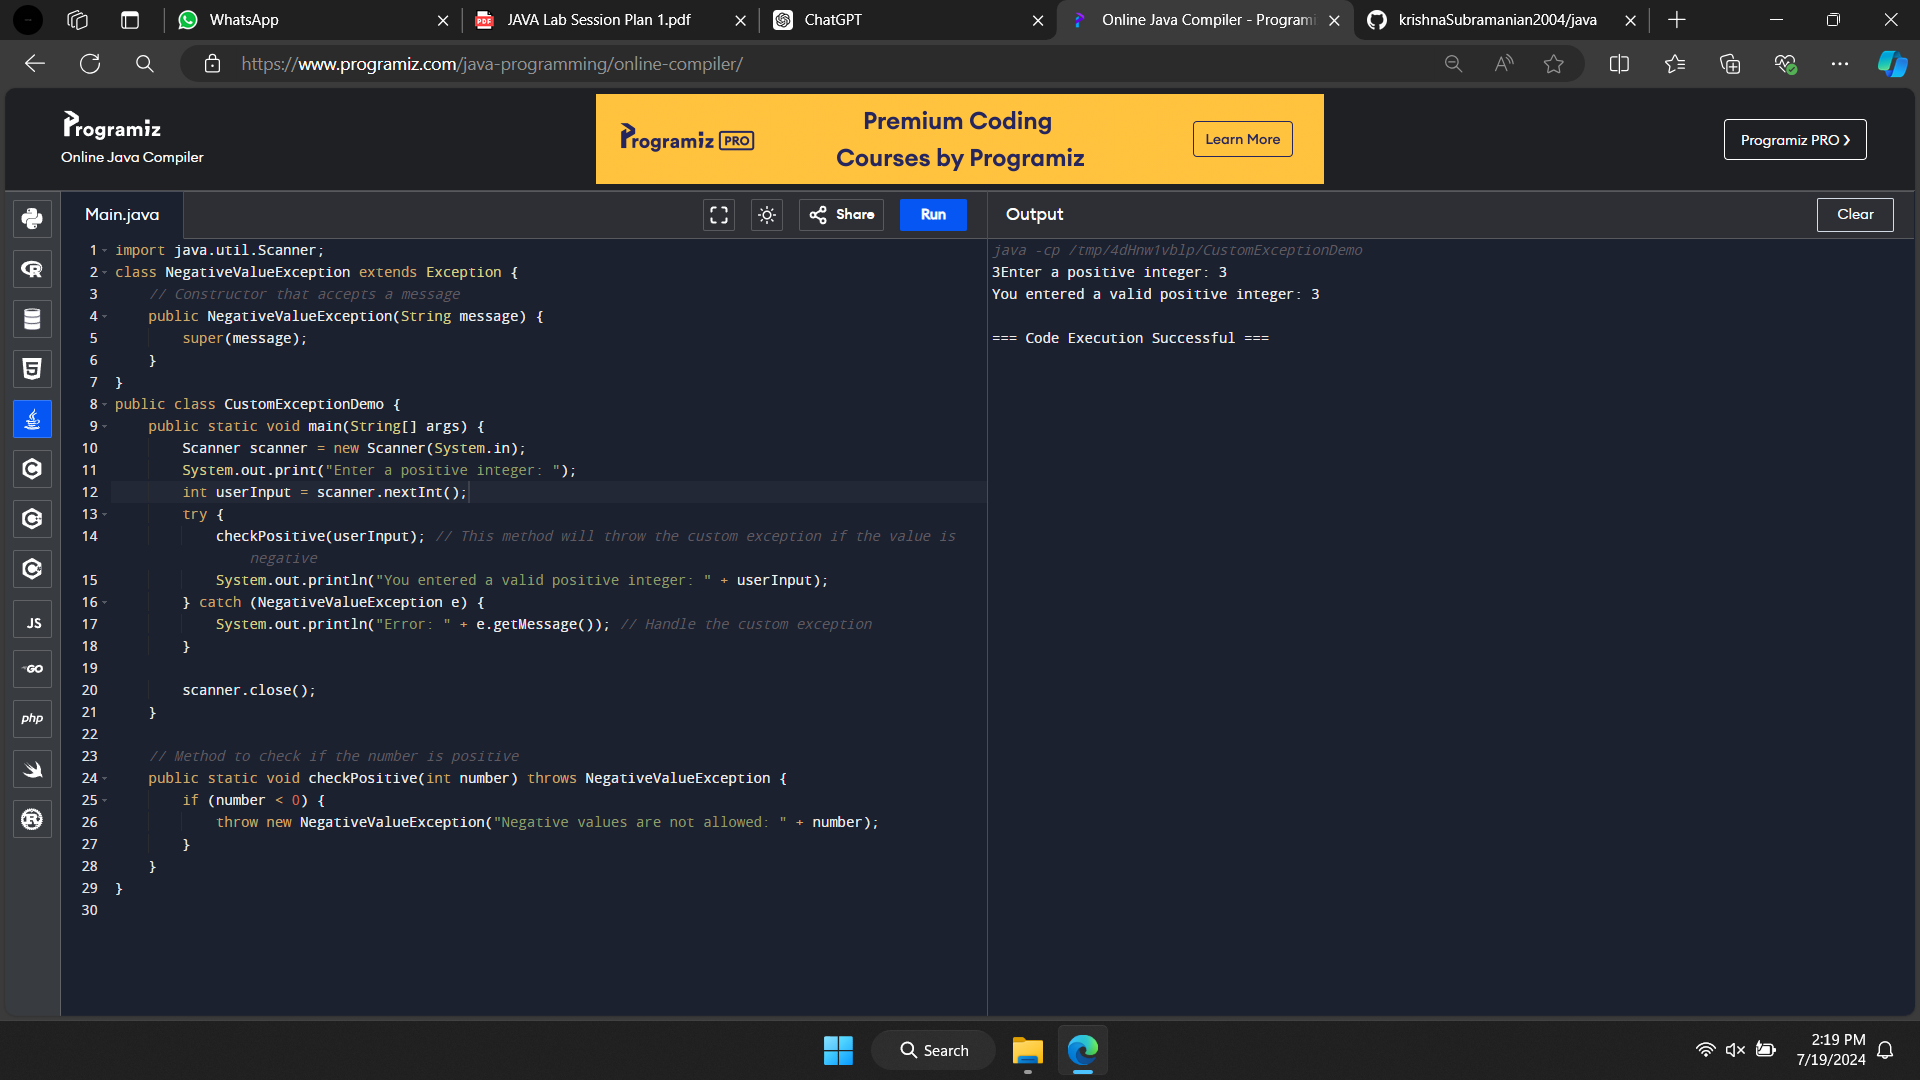 WhatsApp
JAVA Lab Session Plan 1.pdf
ChatGPT
Online Java Compiler - Programi
krishnaSubramanian2004/java
https://www.programiz.com/java-programming/online-compiler/
Programiz
Online Java Compiler
Programiz PRO
Premium Coding
Courses by Programiz
Learn More
Programiz PRO ❯
Main.java
Share
Run
Output
Clear
1 import java.util.Scanner;
2 class NegativeValueException extends Exception {
3 // Constructor that accepts a message
4 public NegativeValueException(String message) {
5 super(message);
6 }
7 }
8 public class CustomExceptionDemo {
9 public static void main(String[] args) {
10 Scanner scanner = new Scanner(System.in);
11 System.out.print("Enter a positive integer: ");
12 int userInput = scanner.nextInt();
13 try {
14 checkPositive(userInput); // This method will throw the custom exception if the value is
negative
15 System.out.println("You entered a valid positive integer: " + userInput);
16 } catch (NegativeValueException e) {
17 System.out.println("Error: " + e.getMessage()); // Handle the custom exception
18 }
19
20 scanner.close();
21 }
22
23 // Method to check if the number is positive
24 public static void checkPositive(int number) throws NegativeValueException {
25 if (number < 0) {
26 throw new NegativeValueException("Negative values are not allowed: " + number);
27 }
28 }
29 }
30
java -cp /tmp/4dHnw1vblp/CustomExceptionDemo
3Enter a positive integer: 3
You entered a valid positive integer: 3
=== Code Execution Successful ===
JS
GO
php
Search
2:19 PM
7/19/2024